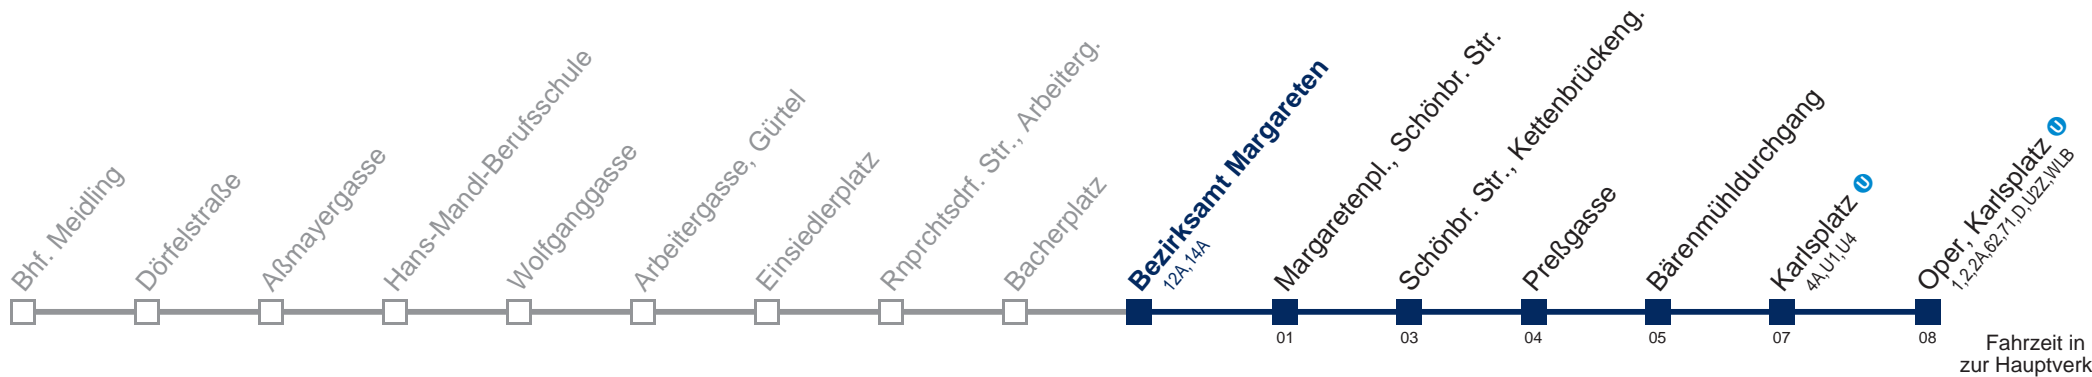 Bhf. Meidling
Dörfelstraße
Aßmayergasse
Hans-Mandl-Berufsschule
Wolfganggasse
Arbeitergasse, Gürtel
Einsiedlerplatz
Rnprchtsdrf. Str., Arbeiterg.
Bacherplatz
Bezirksamt Margareten
12A,14A
Margaretenpl., Schönbr. Str.
Schönbr. Str., Kettenbrückeng.
Preßgasse
Bärenmühldurchgang
Karlsplatz U
4A,U1,U4
Oper, Karlsplatz U
1,2,2A,62,71,D,U2Z,WLB
01
03
04
05
07
08
Fahrzeit in
zur Hauptverk